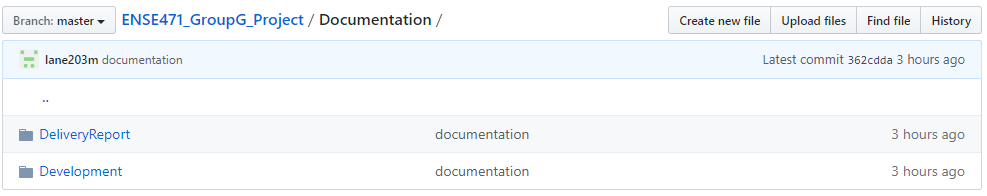 Branch: master ENSE471_GroupG_Project / Documentation / Create new file Upload files Find file History
lane203m documentation Latest commit 362cdda 3 hours ago
..
DeliveryReport documentation 3 hours ago
Development documentation 3 hours ago